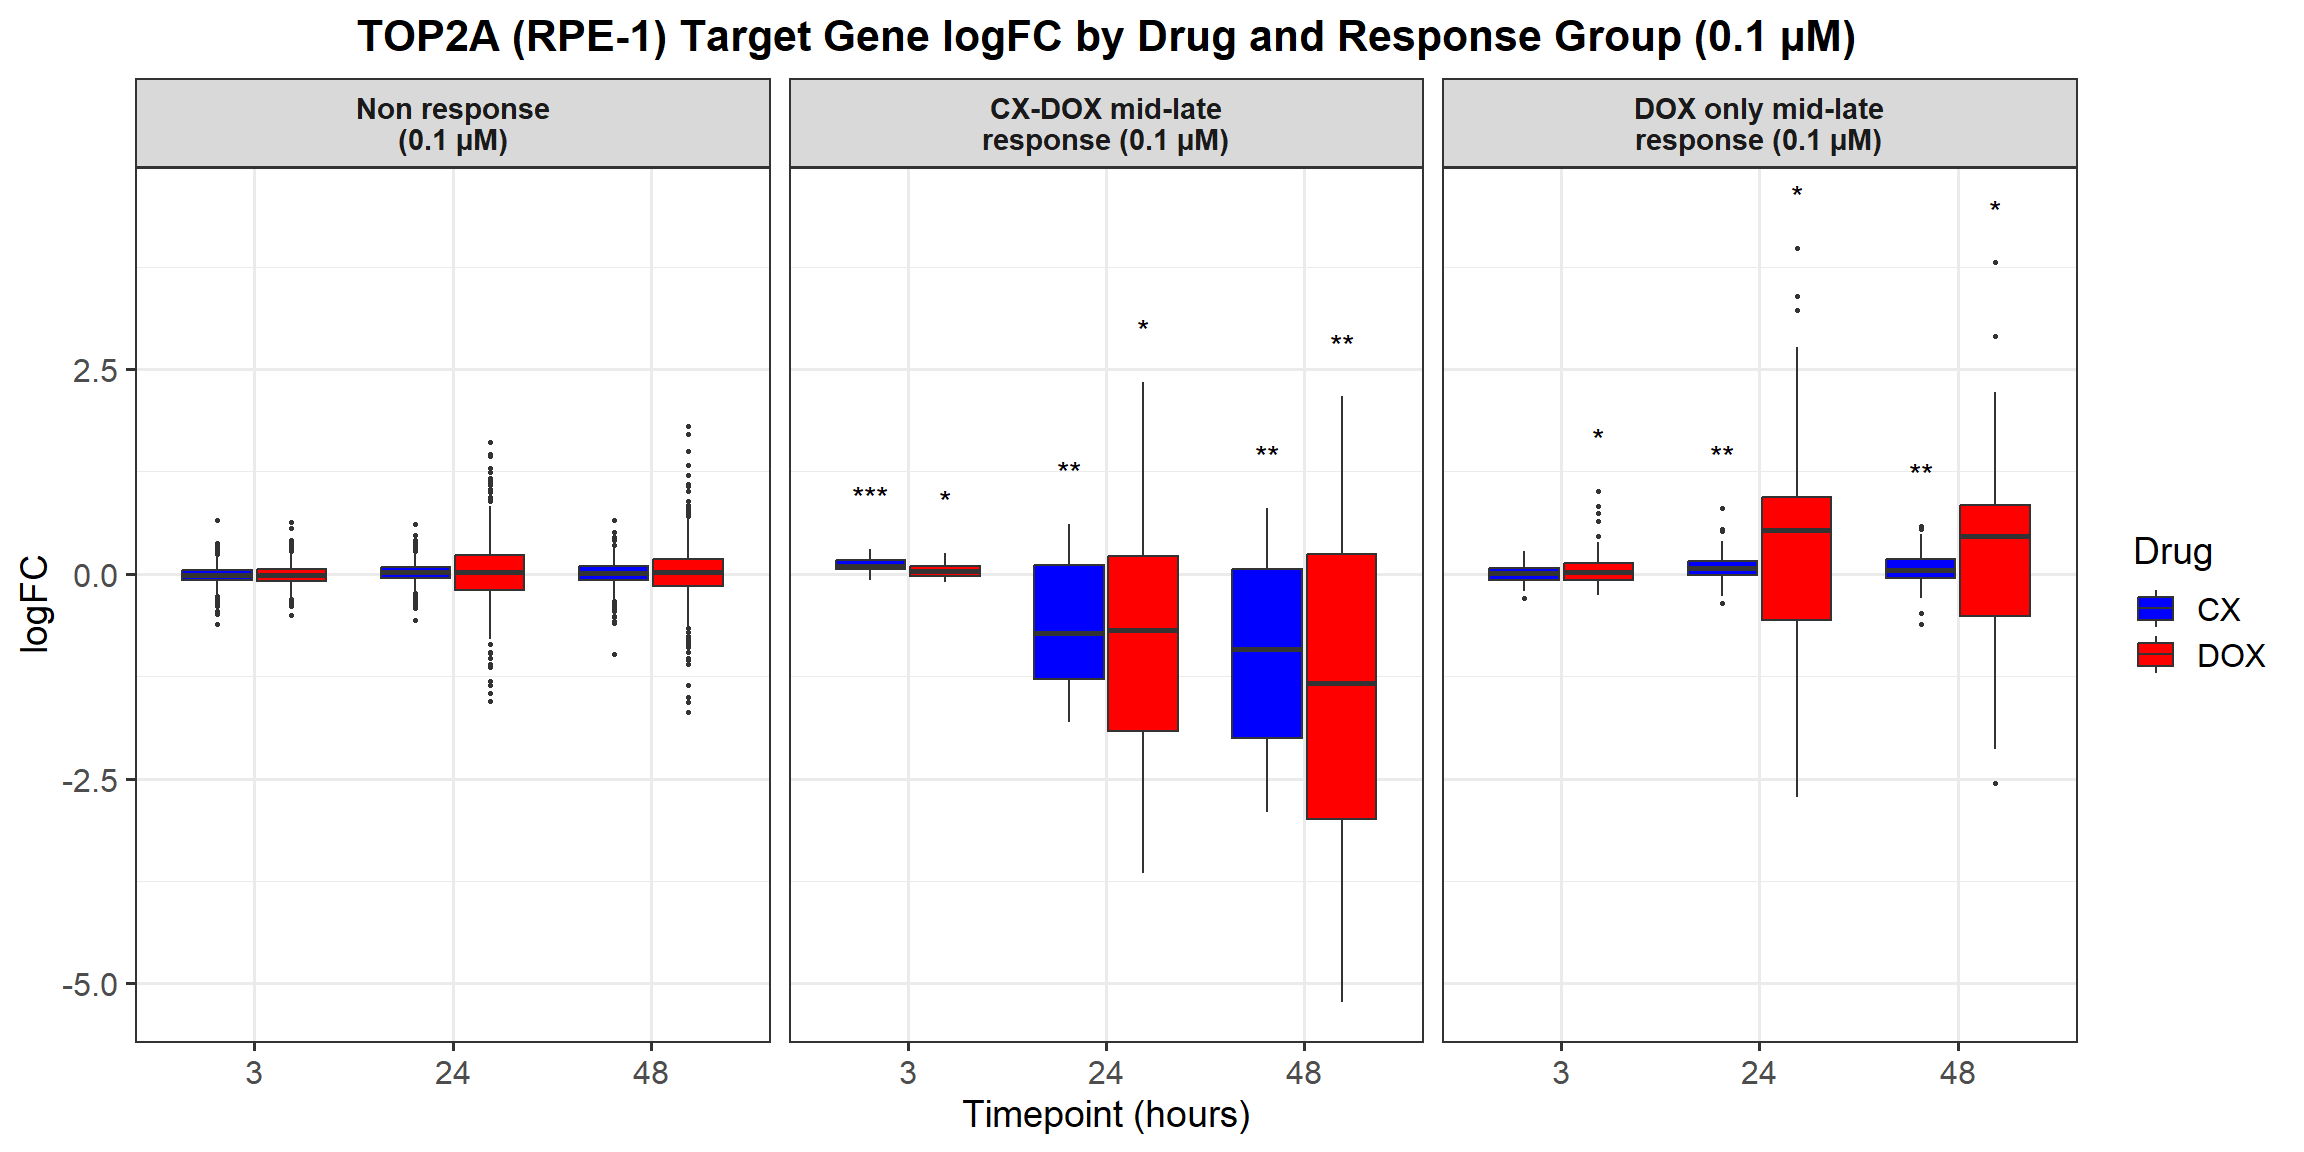 TOP2A (RPE-1) Target Gene logFC by Drug and Response Group (0.1 µM)
Non response
(0.1 µM)
CX-DOX mid-late
response (0.1 µM)
DOX only mid-late
response (0.1 µM)
*
*
*
**
*
**
**
**
**
***
*
*
2.5
0.0
-2.5
-5.0
logFC
3
24
48
3
24
48
3
24
48
Timepoint (hours)
Drug
CX
DOX